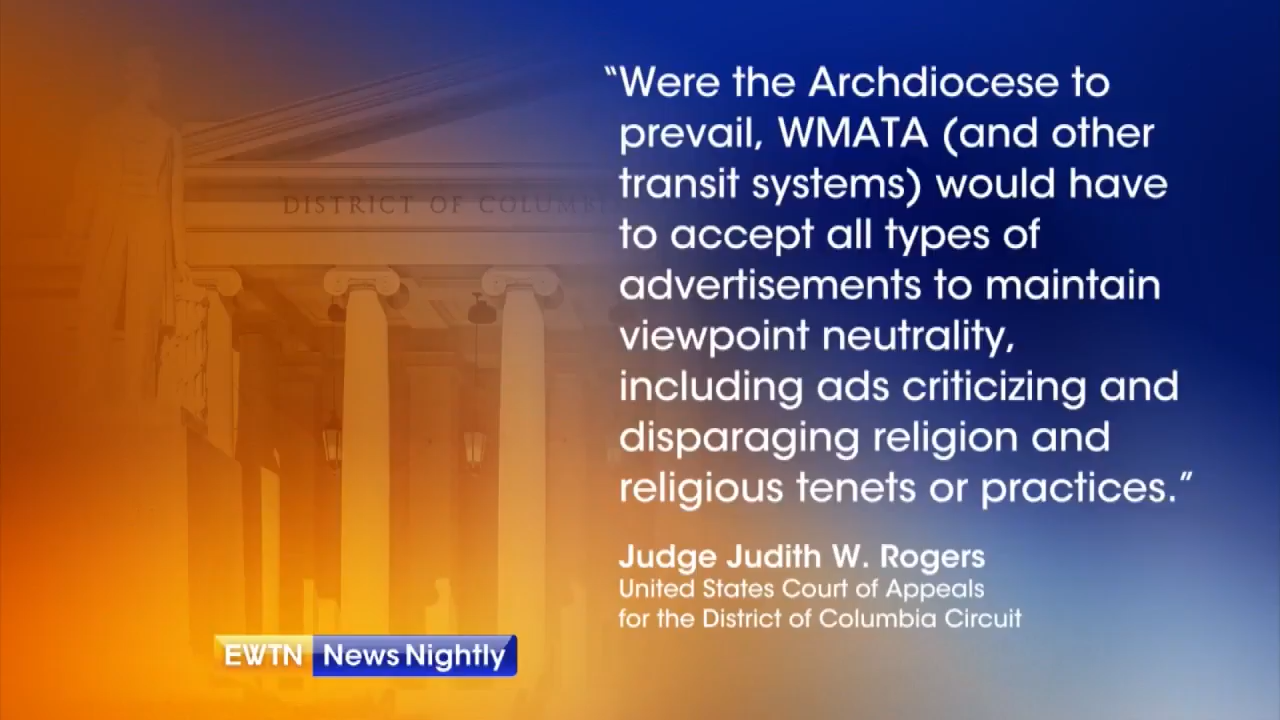 “Were the Archdiocese to
prevail, WMATA (and other
transit systems) would have
to accept all types of
advertisements to maintain
viewpoint neutrality,
including ads criticizing and
disparaging religion and
religious tenets or practices.”
Judge Judith W. Rogers
United States Court of Appeals
for the District of Columbia Circuit
DISTRICT OF
EWTN News Nightly